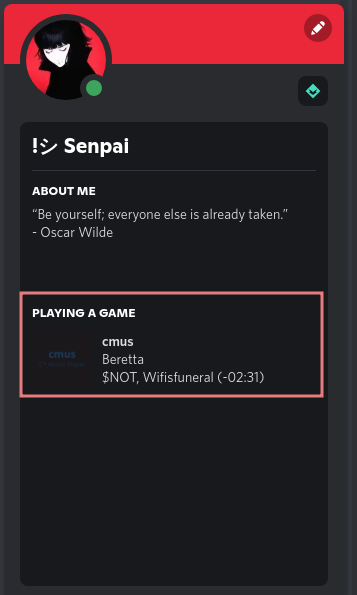 !シ Senpai
ABOUT ME
“Be yourself; everyone else is already taken.”
- Oscar Wilde
PLAYING A GAME
cmus
cmus
Beretta
$NOT, Wifisfuneral (-02:31)